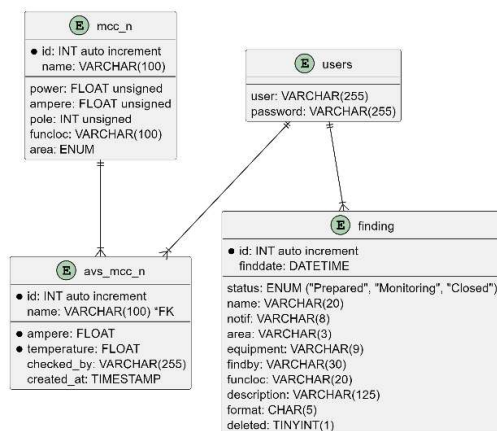 E mcc_n
● id: INT auto increment
name: VARCHAR(100)
power: FLOAT unsigned
ampere: FLOAT unsigned
pole: INT unsigned
funcloc: VARCHAR(100)
area: ENUM
E users
user: VARCHAR(255)
password: VARCHAR(255)
E avs_mcc_n
● id: INT auto increment
name: VARCHAR(100) *FK
● ampere: FLOAT
● temperature: FLOAT
checked_by: VARCHAR(255)
created_at: TIMESTAMP
E finding
● id: INT auto increment
finddate: DATETIME
status: ENUM ("Prepared", "Monitoring", "Closed")
name: VARCHAR(20)
notif: VARCHAR(8)
area: VARCHAR(3)
equipment: VARCHAR(9)
findby: VARCHAR(30)
funcloc: VARCHAR(20)
description: VARCHAR(125)
format: CHAR(5)
deleted: TINYINT(1)